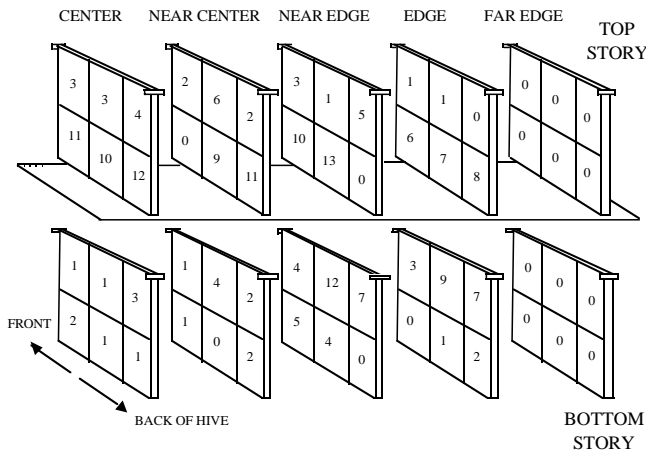 CENTER NEAR CENTER NEAR EDGE EDGE FAR EDGE
TOP
STORY
3 3 4 2 6 2 3 1 5 1 1 0 0 0 0
11 10 12 0 9 11 10 13 0 6 7 8 0 0 0
1 1 3 1 4 2 4 12 7 3 9 7 0 0 0
2 1 1 1 0 2 5 4 0 0 1 2 0 0 0
FRONT
BACK OF HIVE
BOTTOM
STORY